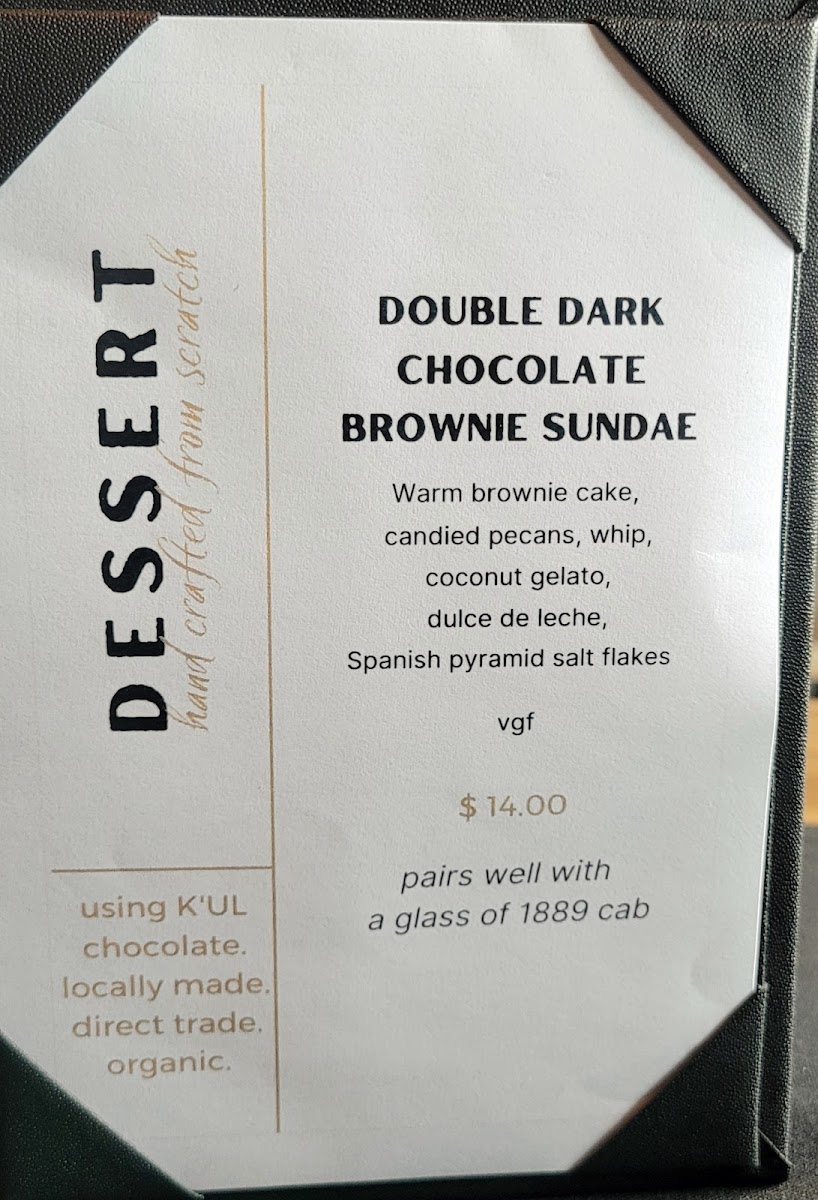 DESSERT
hand crafted from scratch
using K'UL
chocolate.
locally made.
direct trade.
organic.
DOUBLE DARK
CHOCOLATE
BROWNIE SUNDAE
Warm brownie cake,
candied pecans, whip,
coconut gelato,
dulce de leche,
Spanish pyramid salt flakes
vgf
$ 14.00
pairs well with
a glass of 1889 cab